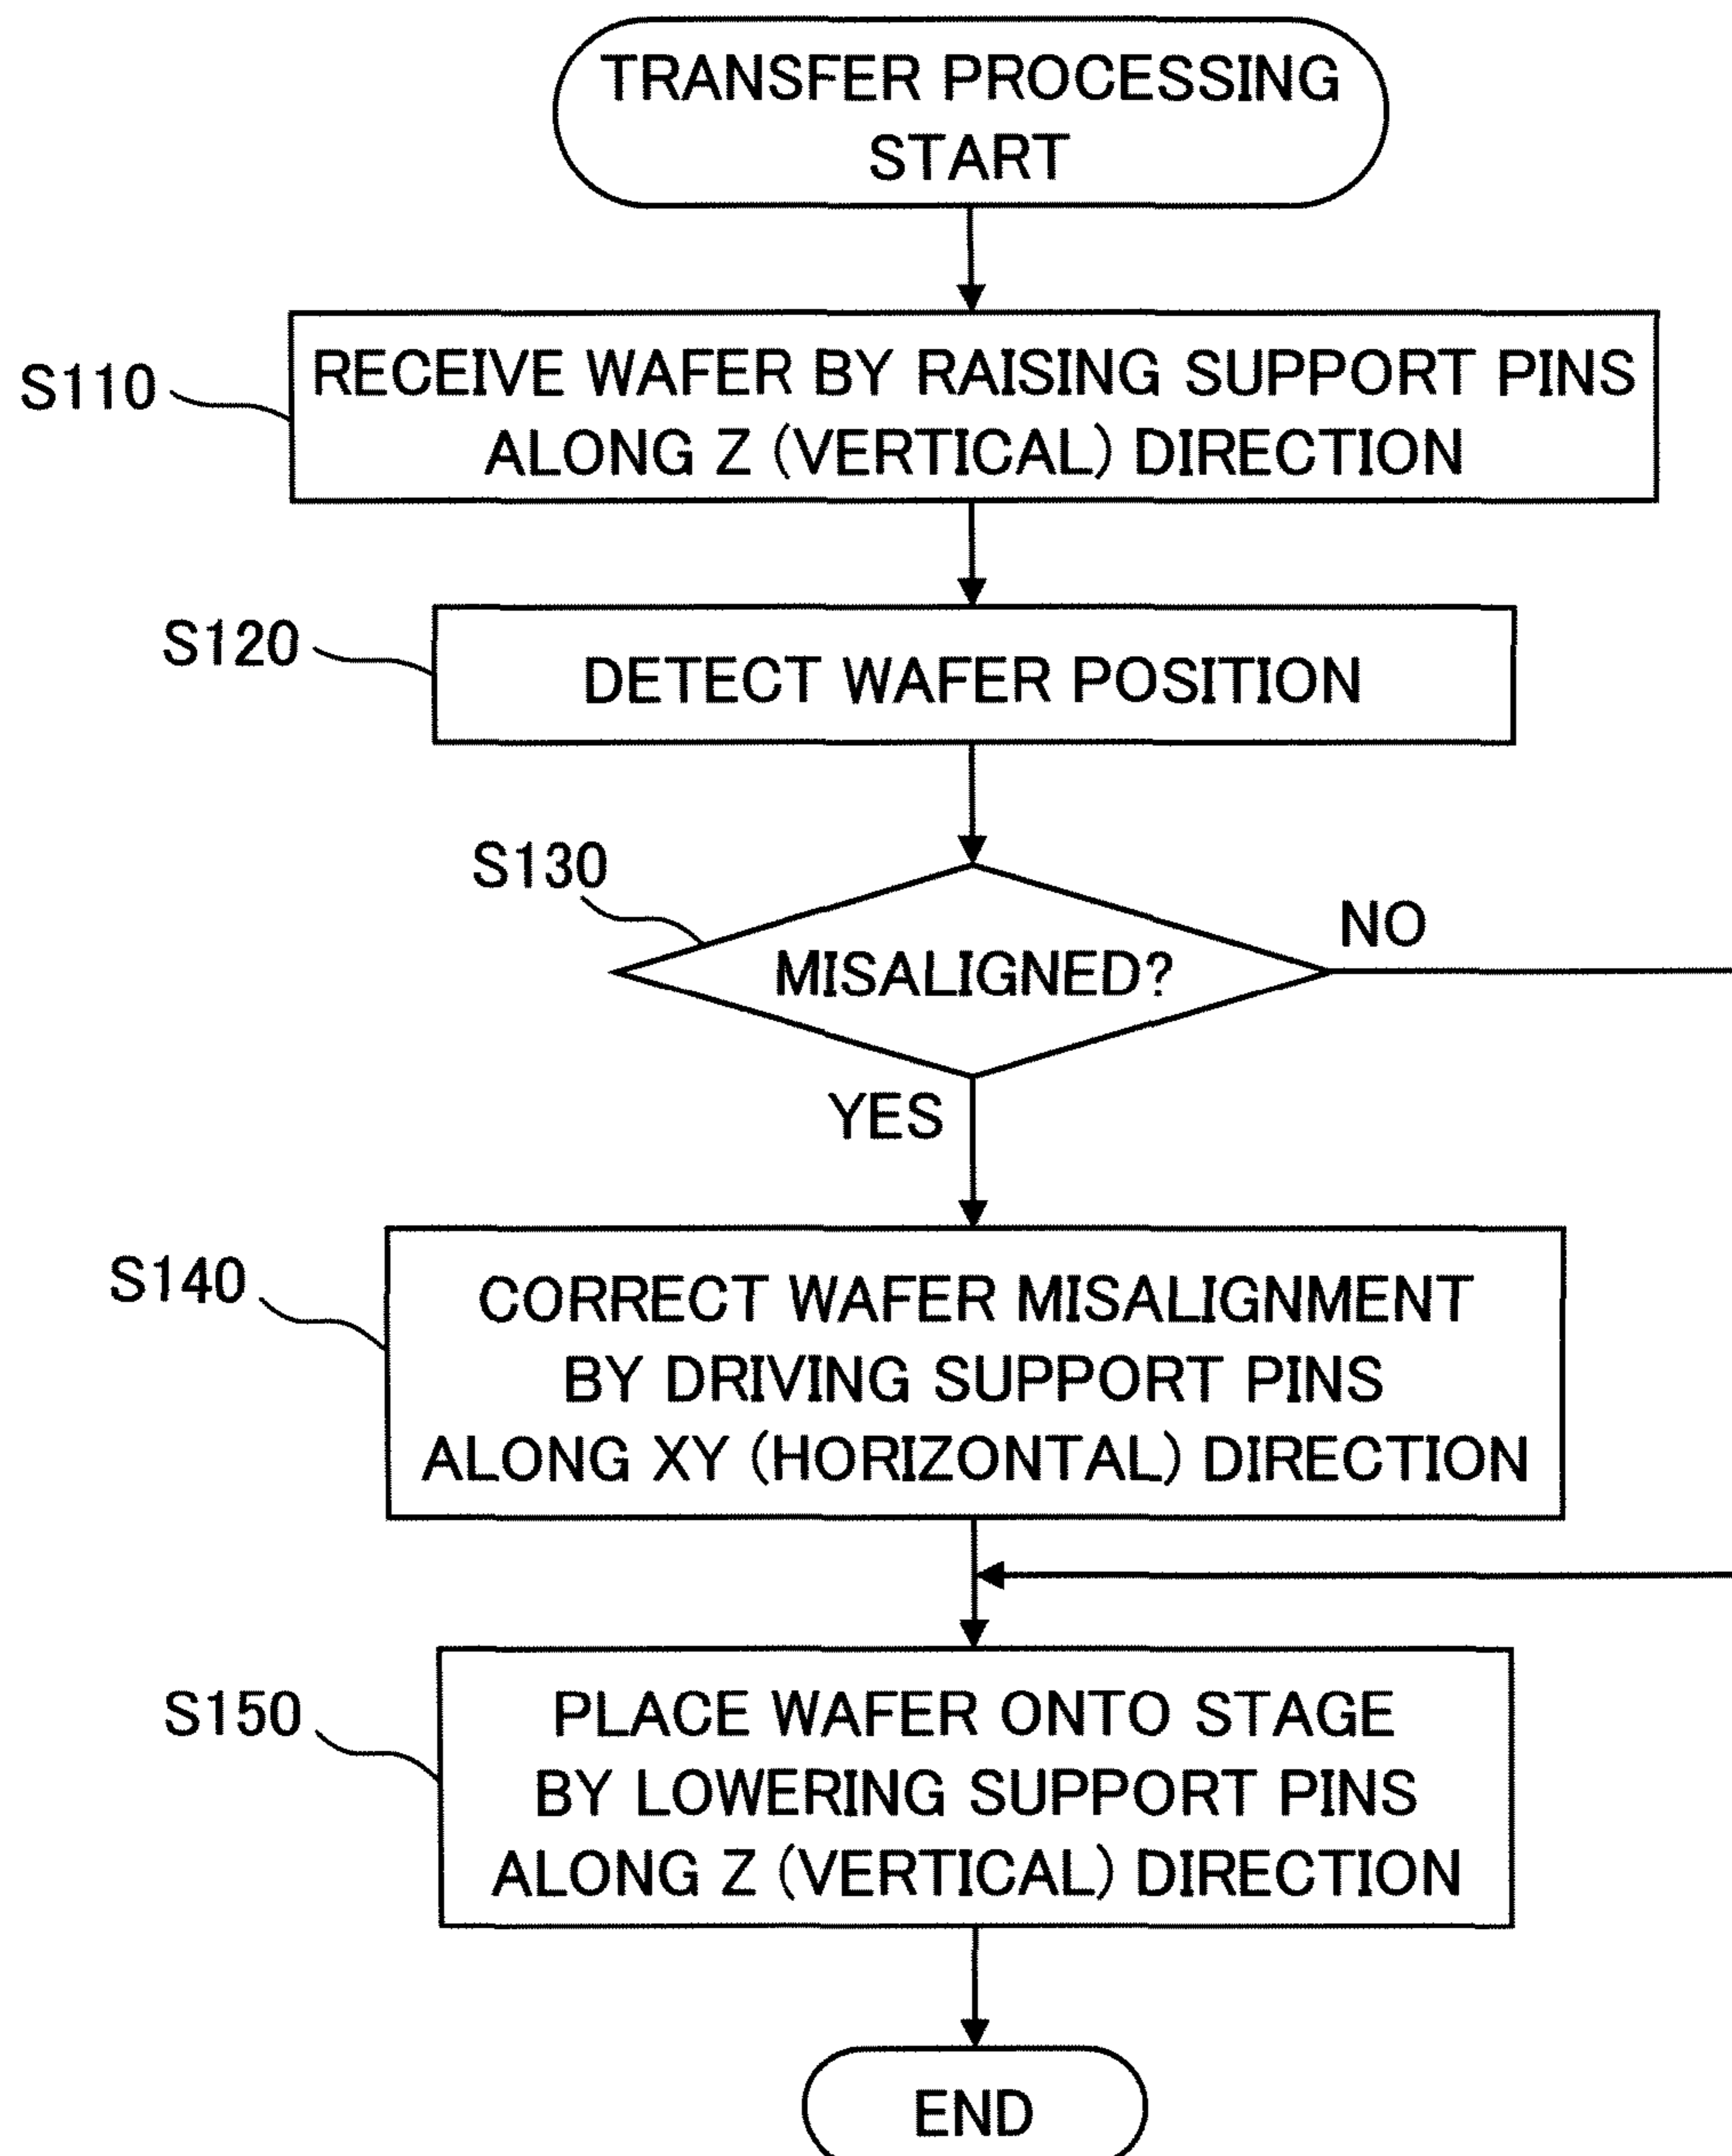 TRANSFER PROCESSING
START
S110
RECEIVE WAFER BY RAISING SUPPORT PINS
ALONG Z (VERTICAL) DIRECTION
S120
DETECT WAFER POSITION
S130
MISALIGNED?
NO
YES
S140
CORRECT WAFER MISALIGNMENT
BY DRIVING SUPPORT PINS
ALONG XY (HORIZONTAL) DIRECTION
S150
PLACE WAFER ONTO STAGE
BY LOWERING SUPPORT PINS
ALONG Z (VERTICAL) DIRECTION
END